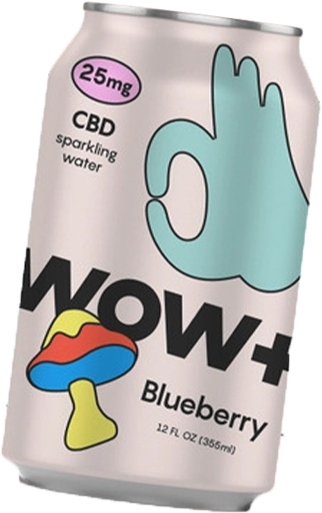 25mg
CBD
sparkling
water
WOW+
Blueberry
12 FL OZ (355ml)